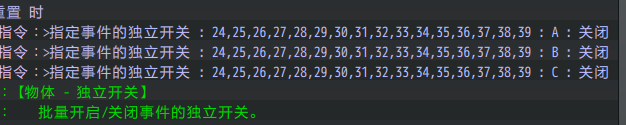 重置 时
指令：>指定事件的独立开关 : 24,25,26,27,28,29,30,31,32,33,34,35,36,37,38,39 : A : 关闭
指令：>指定事件的独立开关 : 24,25,26,27,28,29,30,31,32,33,34,35,36,37,38,39 : B : 关闭
指令：>指定事件的独立开关 : 24,25,26,27,28,29,30,31,32,33,34,35,36,37,38,39 : C : 关闭
：【物体 - 独立开关】
： 批量开启/关闭事件的独立开关。